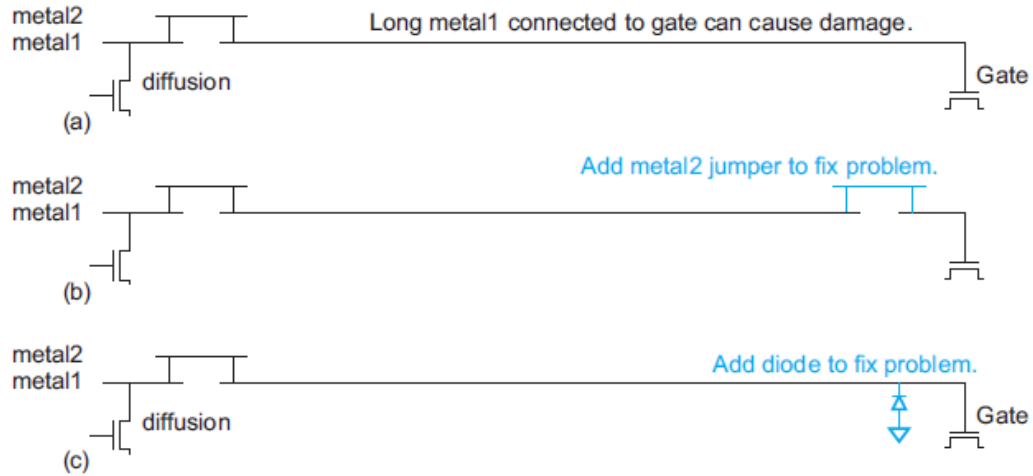 metal2
metal1
Long metal1 connected to gate can cause damage.
diffusion
Gate
(a)
Add metal2 jumper to fix problem.
metal2
metal1
(b)
metal2
metal1
Add diode to fix problem.
diffusion
Gate
(c)